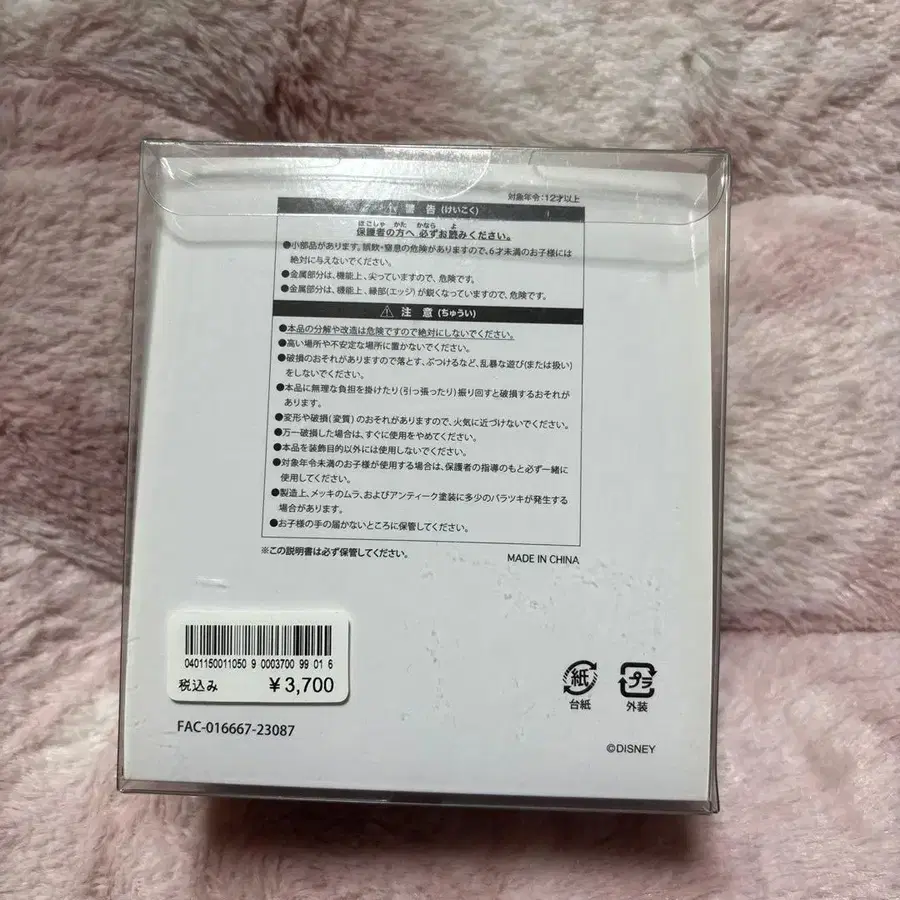 対象年令:12才以上
⚠ 警 告 (けいこく)
ほごしゃ かた かなら よ
保護者の方へ 必ずお読みください。
●小部品があります。誤飲・窒息の危険がありますので、6才未満のお子様には
絶対に与えないでください。
●金属部分は、機能上、尖っていますので、危険です。
●金属部分は、機能上、縁部(エッジ)が鋭くなっていますので、危険です。
⚠ 注 意 (ちゅうい)
●本品の分解や改造は危険ですので絶対にしないでください。
●高い場所や不安定な場所に置かないでください。
●破損のおそれがありますので落とす、ぶつけるなど、乱暴な遊び(または扱い)
をしないでください。
●本品に無理な負担を掛けたり(引っ張ったり)振り回すと破損するおそれが
あります。
●変形や破損(変質)のおそれがありますので、火気に近づけないでください。
●万一破損した場合は、すぐに使用をやめてください。
●本品を装飾目的以外には使用しないでください。
●対象年令未満のお子様が使用する場合は、保護者の指導のもと必ず一緒に
使用してください。
●製造上、メッキのムラ、およびアンティーク塗装に多少のバラツキが発生する
場合があります。
●お子様の手の届かないところに保管してください。
※この説明書は必ず保管してください。
MADE IN CHINA
0401150011050 9 0003700 99 01 6
税込み ¥3,700
FAC-016667-23087
紙
台紙
プラ
外装
©DISNEY